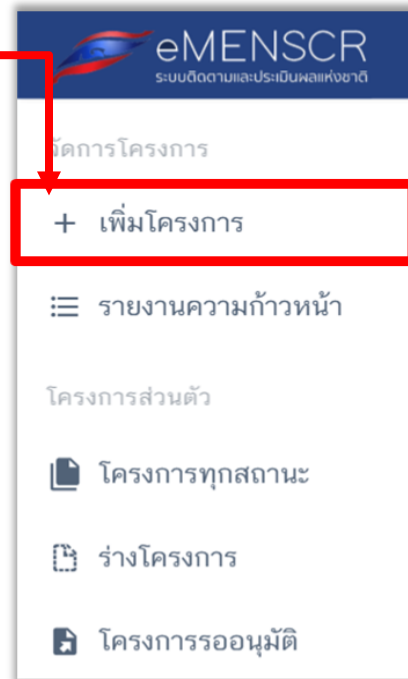 eMENSCR
ระบบติดตามและประเมินผลแห่งชาติ
จัดการโครงการ
เพิ่มโครงการ
รายงานความก้าวหน้า
โครงการส่วนตัว
โครงการทุกสถานะ
ร่างโครงการ
โครงการรออนุมัติ